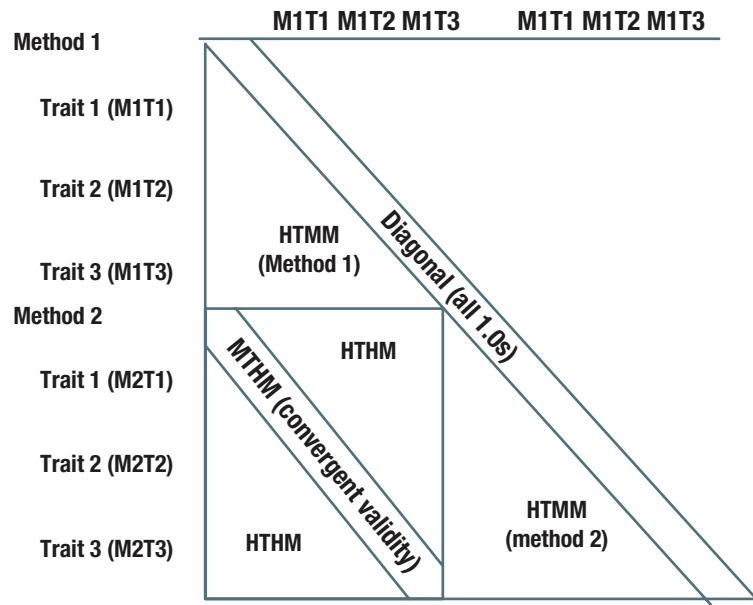 M1T1 M1T2 M1T3 M1T1 M1T2 M1T3
Method 1
Trait 1 (M1T1)
Trait 2 (M1T2)
HTMM
(Method 1)
Diagonal (all 1.0s)
Trait 3 (M1T3)
Method 2
HTHM
MTHM (convergent validity)
Trait 1 (M2T1)
Trait 2 (M2T2)
HTMM
(method 2)
Trait 3 (M2T3)
HTHM